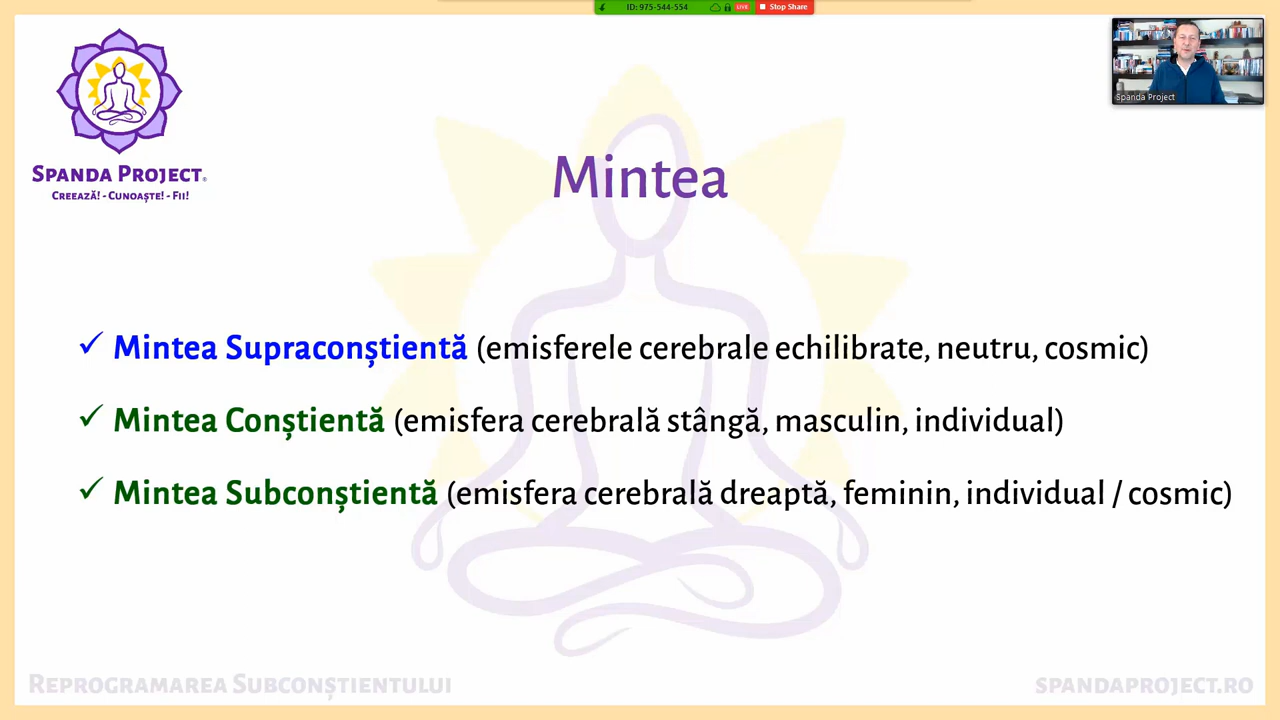 ID: 975-544-554
LIVE
Stop Share
Spanda Project
SPANDA PROJECT®
CREEAZĂ! - CUNOAȘTE! - FII!
Mintea
✓ Mintea Supraconștientă (emisferele cerebrale echilibrate, neutru, cosmic)
✓ Mintea Conștientă (emisfera cerebrală stângă, masculin, individual)
✓ Mintea Subconștientă (emisfera cerebrală dreaptă, feminin, individual / cosmic)
REPROGRAMAREA SUBCONȘTIENTULUI
SPANDAPROJECT.RO